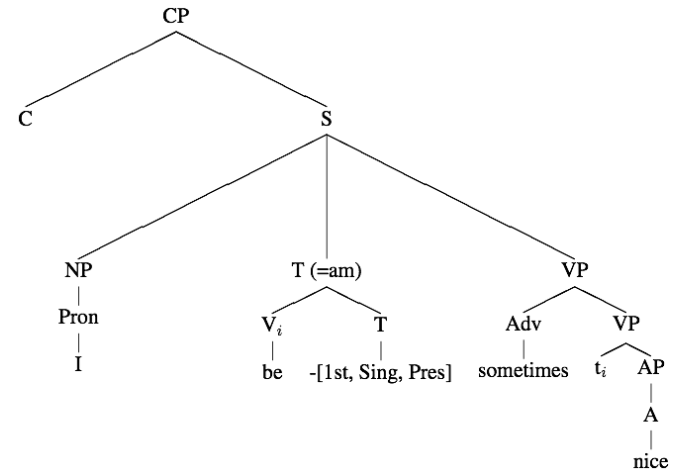 CP
C S
NP T (=am) VP
Pron V_i T Adv VP
I be -[1st, Sing, Pres] sometimes t_i AP
A
nice